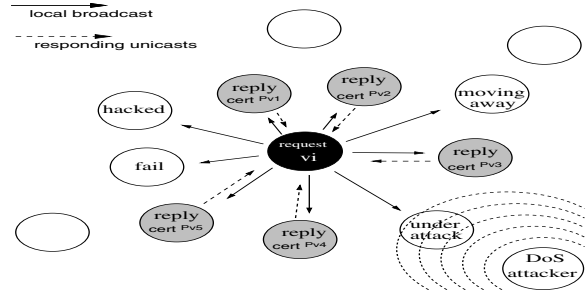 local broadcast
responding unicasts
reply
cert Pv1
reply
cert Pv2
moving
away
hacked
request
vi
reply
cert Pv3
fail
reply
cert Pv5
reply
cert Pv4
under
attack
DoS
attacker